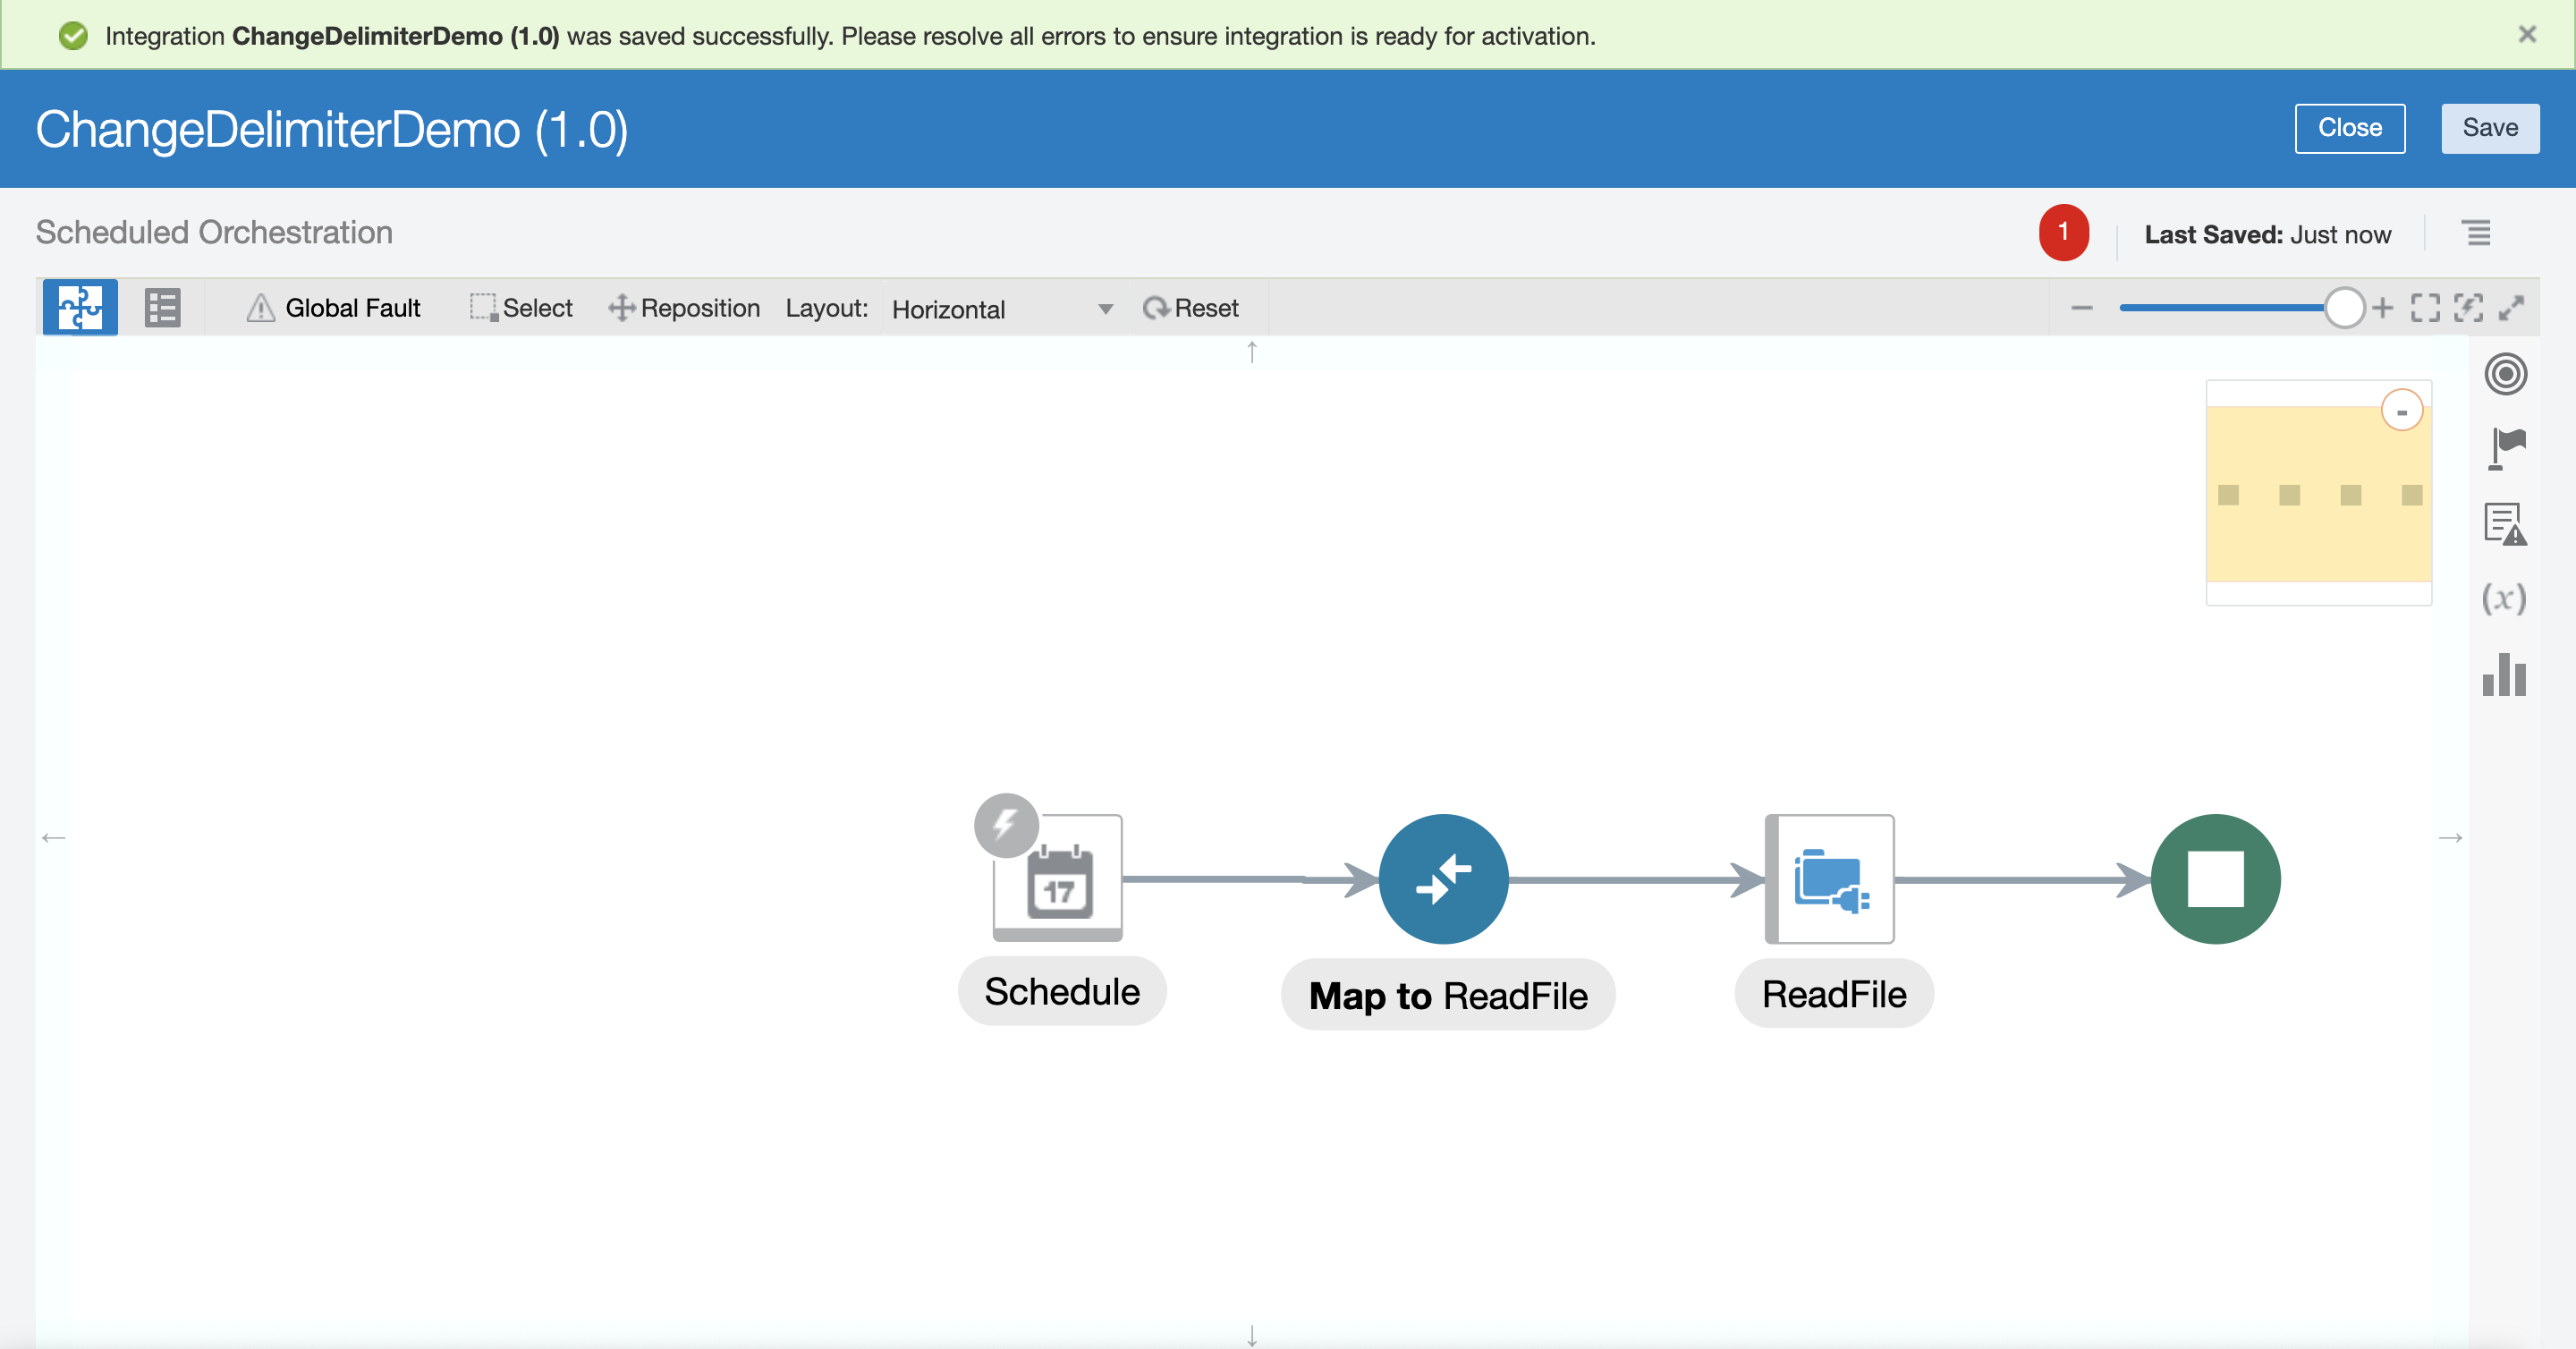 Integration ChangeDelimiterDemo (1.0) was saved successfully. Please resolve all errors to ensure integration is ready for activation.
ChangeDelimiterDemo (1.0)
Close
Save
Scheduled Orchestration
1
Last Saved: Just now
Global Fault
Select
Reposition
Layout:
Horizontal
Reset
(x)
17
Schedule
Map to ReadFile
ReadFile